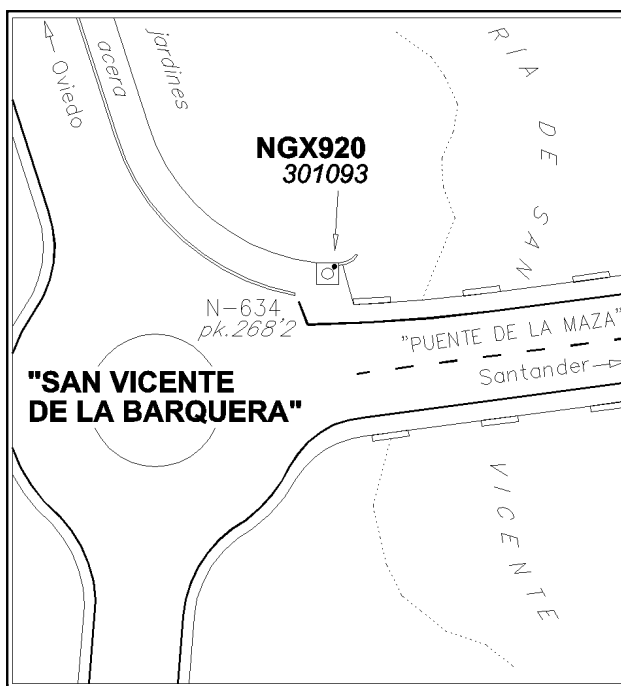 Oviedo
acera
jardines
RIA DE SAN
NGX920
301093
N-634
pk.268'2
"PUENTE DE LA MAZA"
Santander
"SAN VICENTE
DE LA BARQUERA"
VICENTE